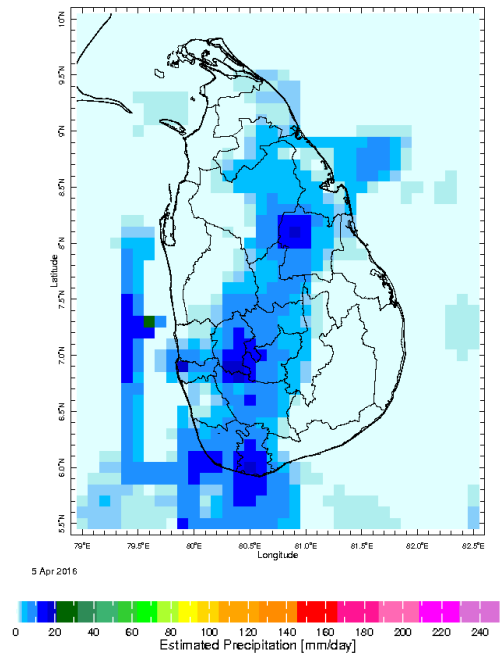 10°N
9.5°N
9°N
8.5°N
8°N
7.5°N
7.0°N
6.5°N
6.0°N
5.5°N
Latitude
79°E 79.5°E 80°E 80.5°E 81.0°E 81.5°E 82°E 82.5°E
Longitude
5 Apr 2016
0 20 40 60 80 100 120 140 160 180 200 220 240
Estimated Precipitation [mm/day]